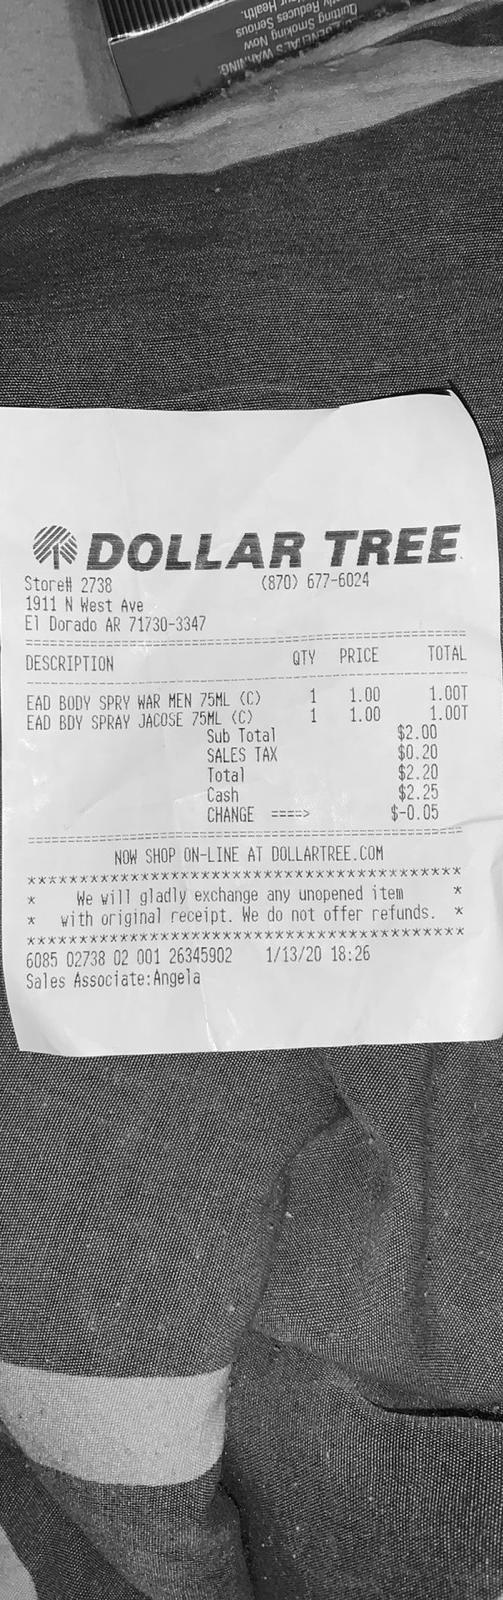 GENERAL'S WARNING:
Quitting Smoking Now
Reduces Serious
Health.
DOLLAR TREE
Store# 2738 (870) 677-6024
1911 N West Ave
El Dorado AR 71730-3347
================================================
DESCRIPTION QTY PRICE TOTAL
------------------------------------------------
EAD BODY SPRY WAR MEN 75ML (C) 1 1.00 1.00T
EAD BDY SPRAY JACOSE 75ML (C) 1 1.00 1.00T
Sub Total $2.00
SALES TAX $0.20
Total $2.20
Cash $2.25
CHANGE ====> $-0.05
================================================
NOW SHOP ON-LINE AT DOLLARTREE.COM
******************************************
* We will gladly exchange any unopened item *
* with original receipt. We do not offer refunds. *
******************************************
6085 02738 02 001 26345902 1/13/20 18:26
Sales Associate:Angela